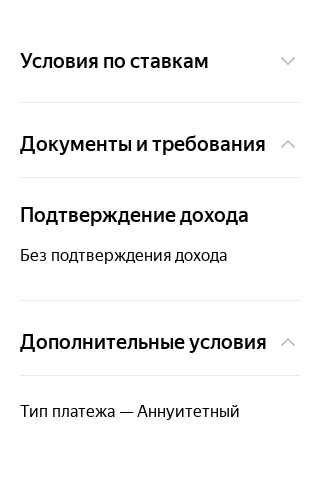 Условия по ставкам
Документы и требования
Подтверждение дохода
Без подтверждения дохода
Дополнительные условия
Тип платежа — Аннуитетный